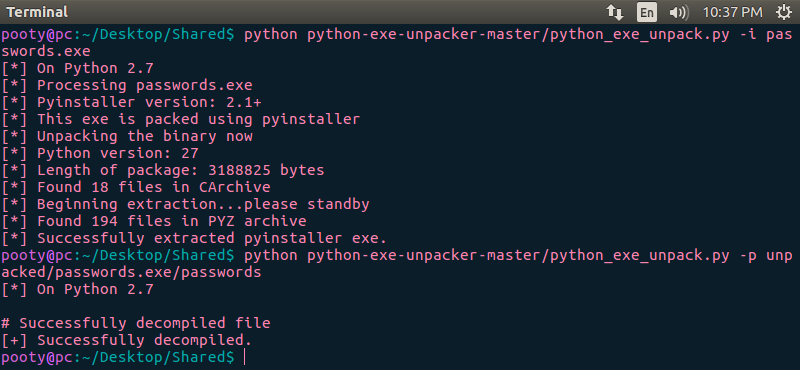 Terminal
En
10:37 PM
pooty@pc:~/Desktop/Shared$ python python-exe-unpacker-master/python_exe_unpack.py -i pas
swords.exe
[*] On Python 2.7
[*] Processing passwords.exe
[*] Pyinstaller version: 2.1+
[*] This exe is packed using pyinstaller
[*] Unpacking the binary now
[*] Python version: 27
[*] Length of package: 3188825 bytes
[*] Found 18 files in CArchive
[*] Beginning extraction...please standby
[*] Found 194 files in PYZ archive
[*] Successfully extracted pyinstaller exe.
pooty@pc:~/Desktop/Shared$ python python-exe-unpacker-master/python_exe_unpack.py -p unp
acked/passwords.exe/passwords
[*] On Python 2.7
# Successfully decompiled file
[+] Successfully decompiled.
pooty@pc:~/Desktop/Shared$